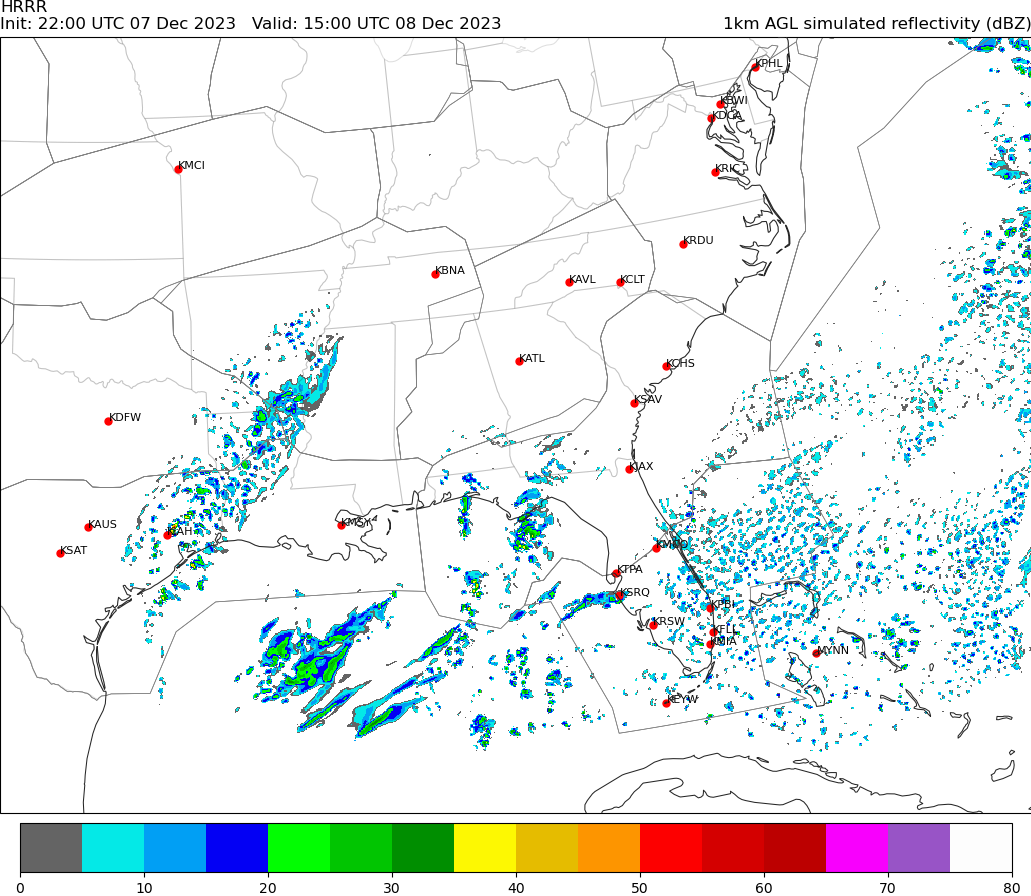 HRRR
Init: 22:00 UTC 07 Dec 2023   Valid: 15:00 UTC 08 Dec 2023   1km AGL simulated reflectivity (dBZ)
KPHL
KBWI
KDCA
KMCI
KRIC
KRDU
KBNA
KAVL
KCLT
KATL
KCHS
KSAV
KDFW
KJAX
KAUS
KMSY
KIAH
KSAT
KMCO
KTPA
KSRQ
KPBI
KRSW
KFLL
KMIA
MYNN
KEYW
0 10 20 30 40 50 60 70 80